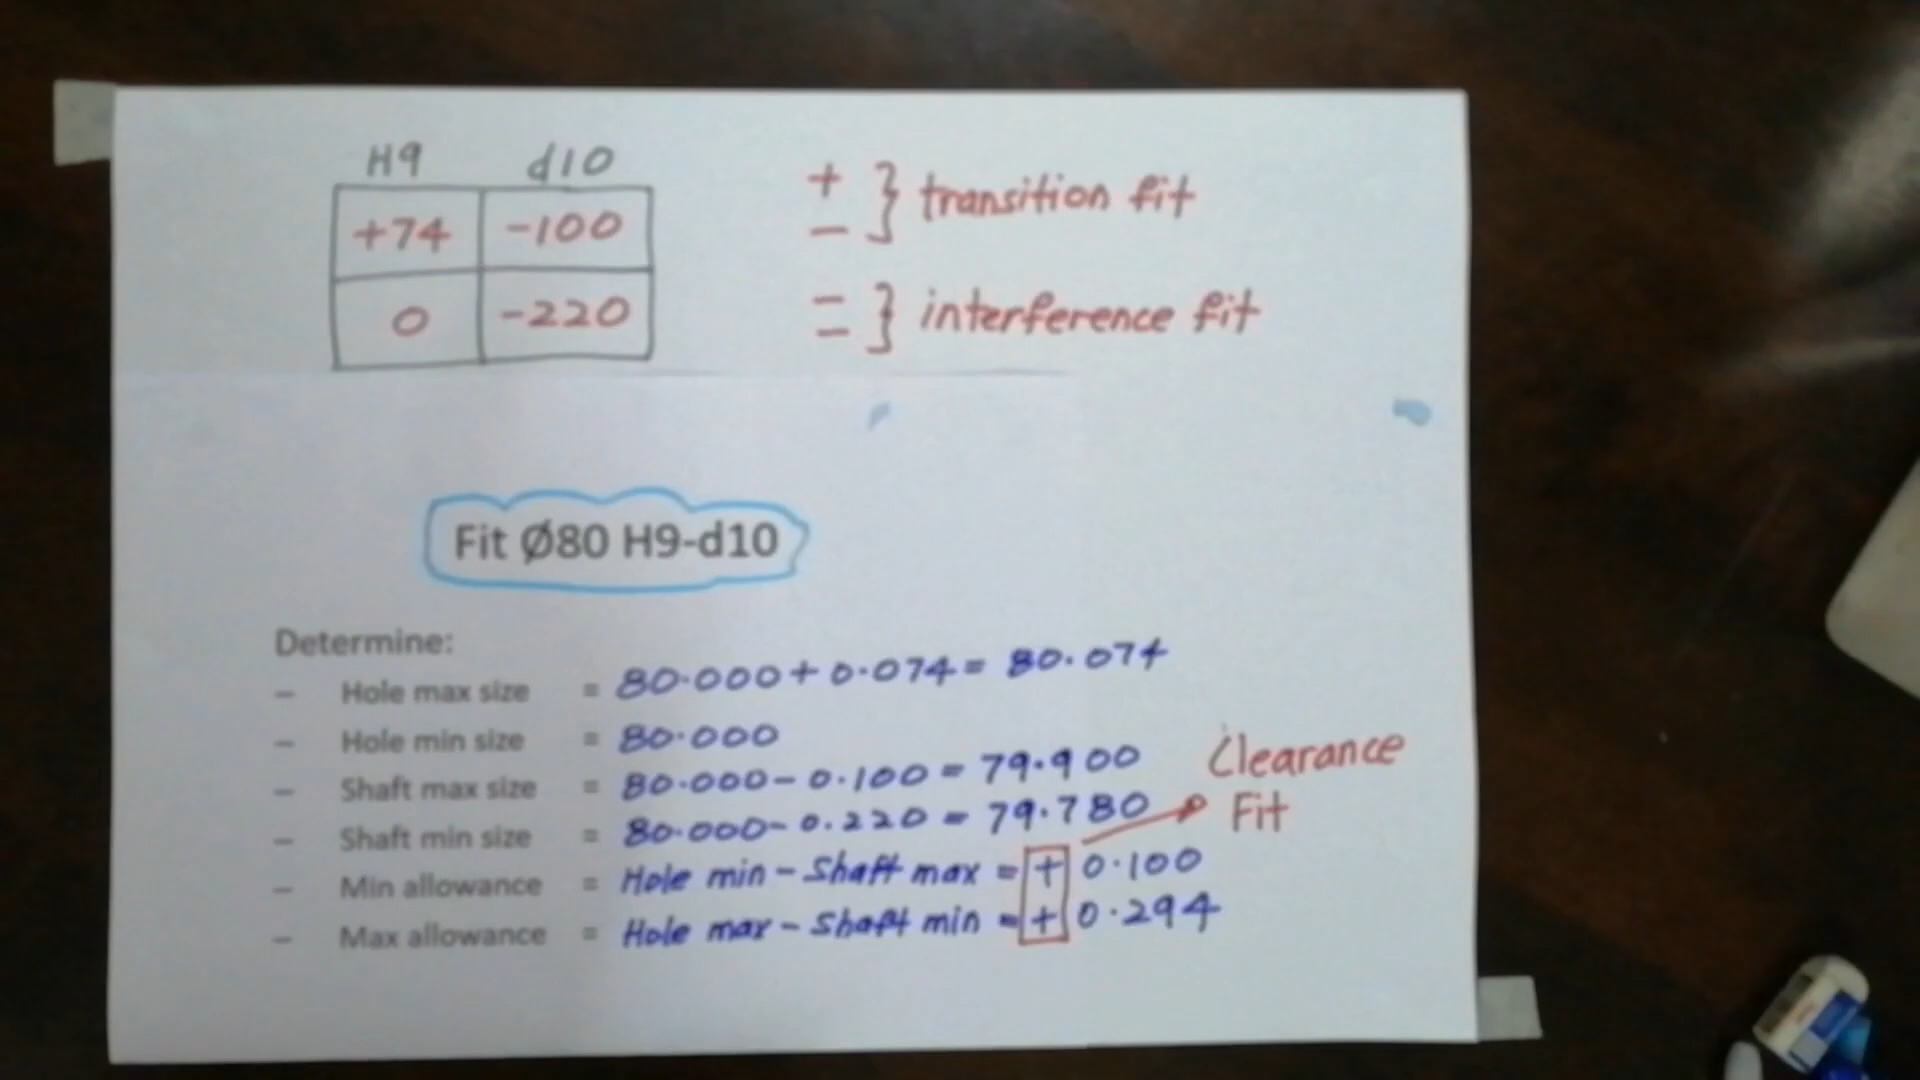 H9 d10
+74 -100
0 -220
+
- } transition fit
-
- } interference fit
Fit Ø80 H9-d10
Determine:
- Hole max size = 80.000 + 0.074 = 80.074
- Hole min size = 80.000
- Shaft max size = 80.000 - 0.100 = 79.900
- Shaft min size = 80.000 - 0.220 = 79.780
- Min allowance = Hole min - Shaft max = + 0.100
- Max allowance = Hole max - Shaft min = + 0.294
Clearance
Fit